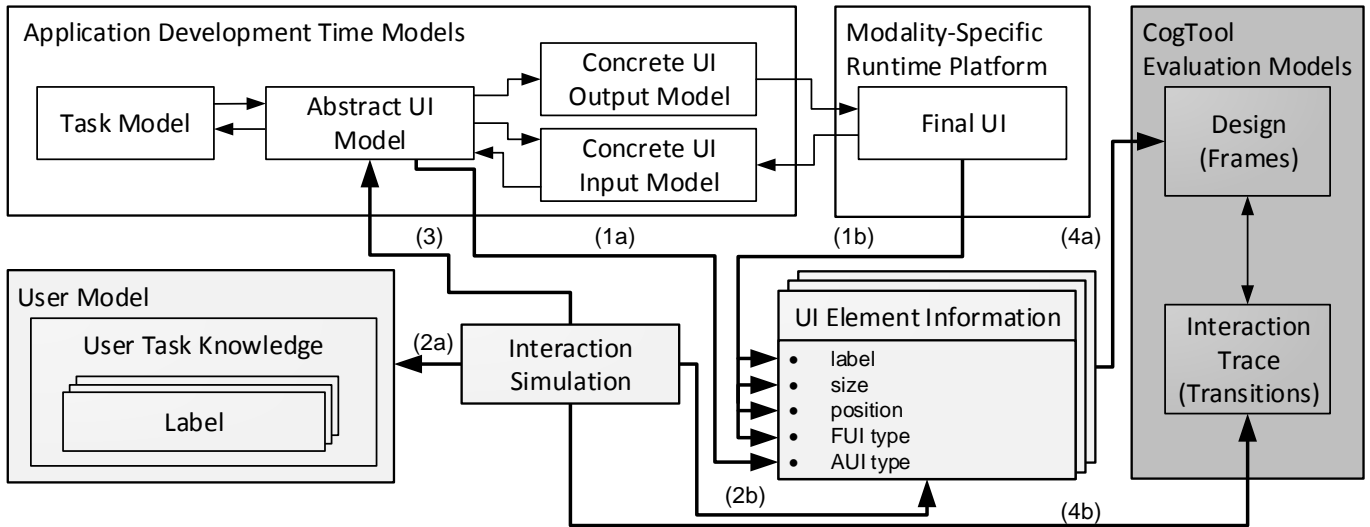 Application Development Time Models
Task Model
Abstract UI
Model
Concrete UI
Output Model
Concrete UI
Input Model
Modality-Specific
Runtime Platform
Final UI
CogTool
Evaluation Models
Design
(Frames)
Interaction
Trace
(Transitions)
(3)
(1a)
(1b)
(4a)
User Model
User Task Knowledge
Label
(2a)
Interaction
Simulation
UI Element Information
• label
• size
• position
• FUI type
• AUI type
(2b)
(4b)